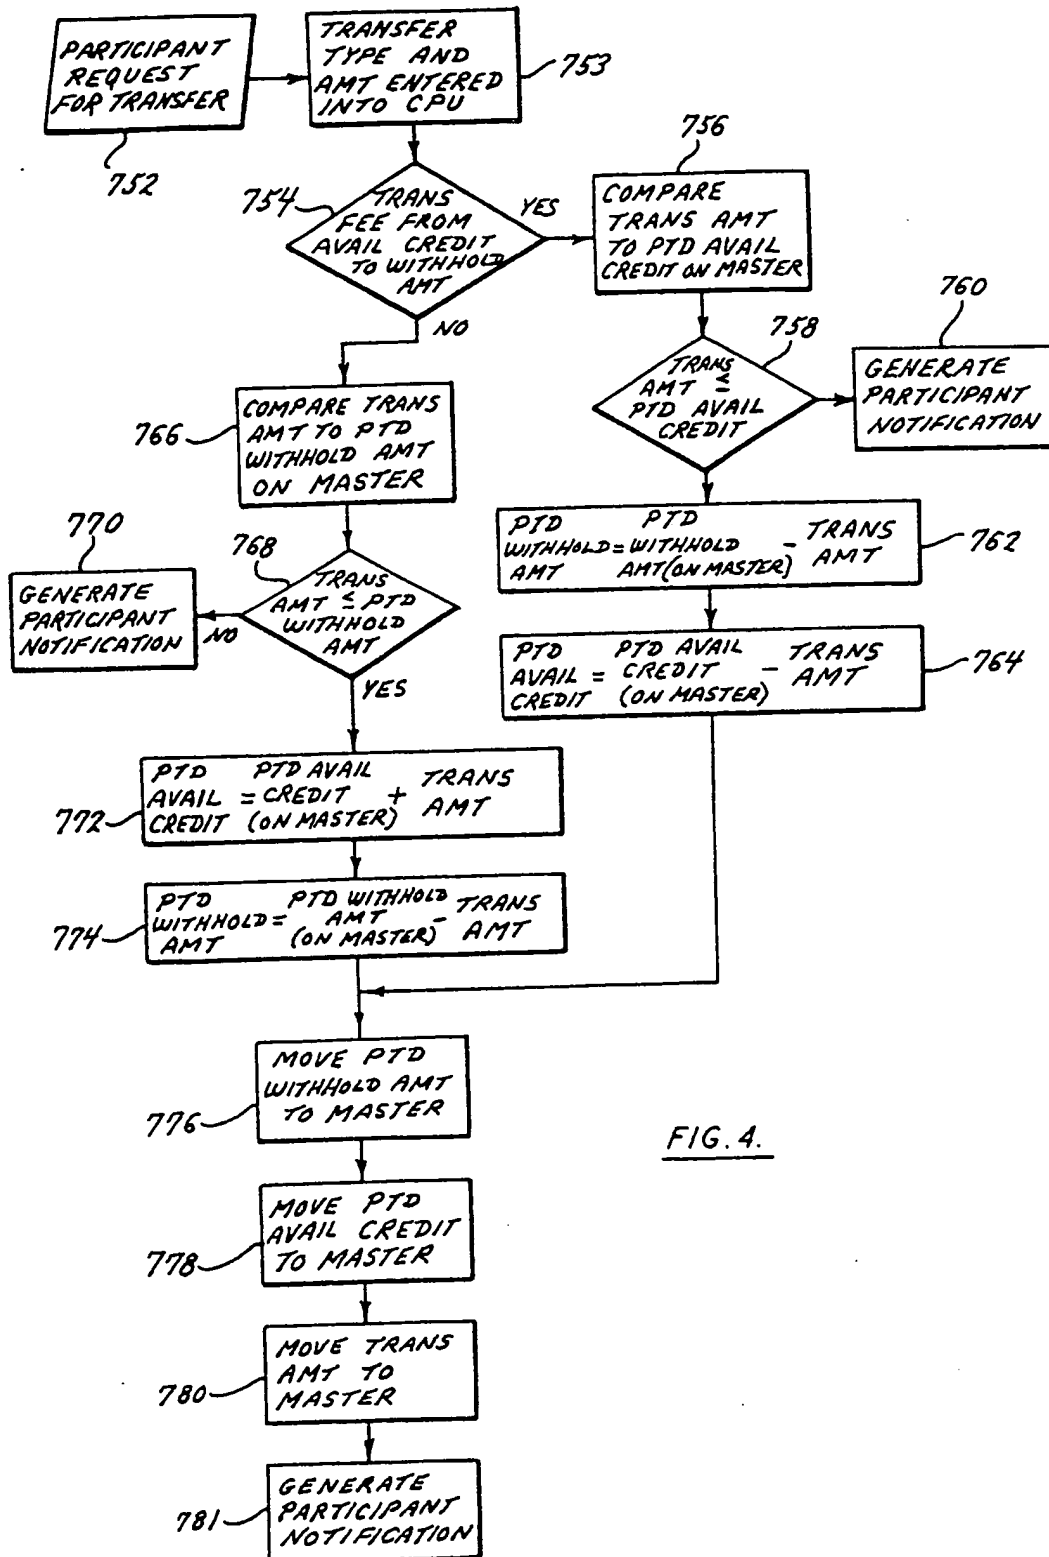 PARTICIPANT
REQUEST
FOR TRANSFER
752
TRANSFER
TYPE AND
AMT ENTERED
INTO CPU
753
754
TRANS
FEE FROM
AVAIL CREDIT
TO WITHHOLD
AMT
YES
NO
756
COMPARE
TRANS AMT
TO PTD AVAIL
CREDIT ON MASTER
758
TRANS
AMT ≤
PTD AVAIL
CREDIT
760
GENERATE
PARTICIPANT
NOTIFICATION
PTD PTD
WITHHOLD = WITHHOLD - TRANS
AMT AMT (ON MASTER) AMT
762
PTD PTD AVAIL
AVAIL = CREDIT - TRANS
CREDIT (ON MASTER) AMT
764
766
COMPARE TRANS
AMT TO PTD
WITHHOLD AMT
ON MASTER
768
TRANS
AMT ≤ PTD
WITHHOLD
AMT
NO
YES
770
GENERATE
PARTICIPANT
NOTIFICATION
PTD PTD AVAIL TRANS
AVAIL = CREDIT + AMT
CREDIT (ON MASTER)
772
PTD PTD WITHHOLD TRANS
WITHHOLD = AMT - AMT
AMT (ON MASTER)
774
MOVE PTD
WITHHOLD AMT
TO MASTER
776
MOVE PTD
AVAIL CREDIT
TO MASTER
778
MOVE TRANS
AMT TO
MASTER
780
GENERATE
PARTICIPANT
NOTIFICATION
781
FIG. 4.